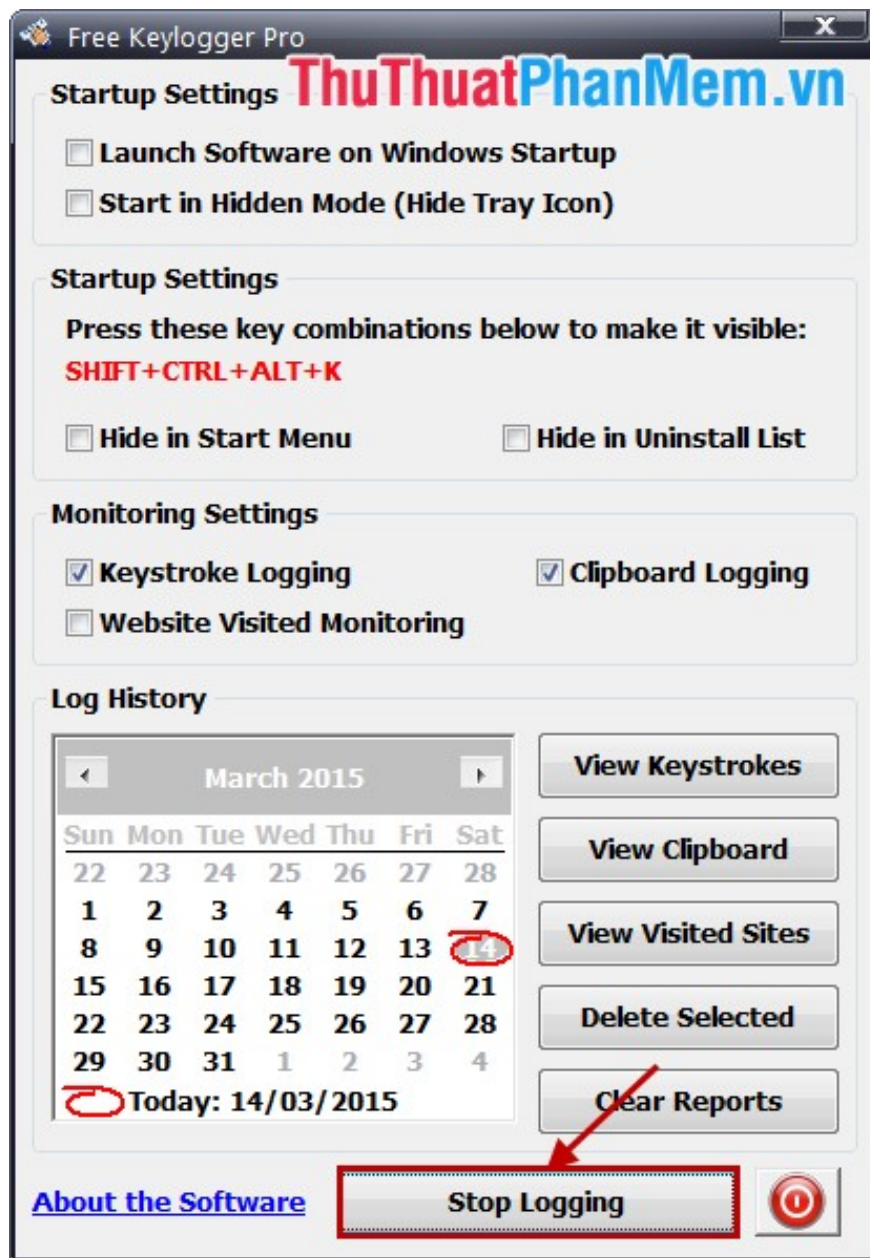 Free Keylogger Pro
X
ThuThuatPhanMem.vn
Startup Settings
Launch Software on Windows Startup
Start in Hidden Mode (Hide Tray Icon)
Startup Settings
Press these key combinations below to make it visible:
SHIFT+CTRL+ALT+K
Hide in Start Menu Hide in Uninstall List
Monitoring Settings
Keystroke Logging Clipboard Logging
Website Visited Monitoring
Log History
March 2015
Sun Mon Tue Wed Thu Fri Sat
22 23 24 25 26 27 28
1 2 3 4 5 6 7
8 9 10 11 12 13 14
15 16 17 18 19 20 21
22 23 24 25 26 27 28
29 30 31 1 2 3 4
Today: 14/03/2015
View Keystrokes
View Clipboard
View Visited Sites
Delete Selected
Clear Reports
About the Software
Stop Logging